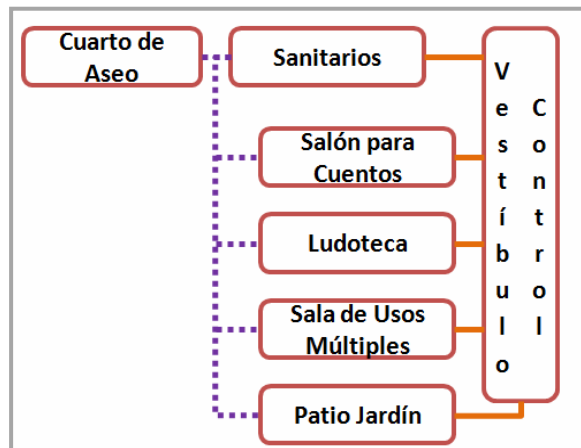 Cuarto de
Aseo
Sanitarios
Salón para
Cuentos
Ludoteca
Sala de Usos
Múltiples
Patio Jardín
Vestíbulo
Control